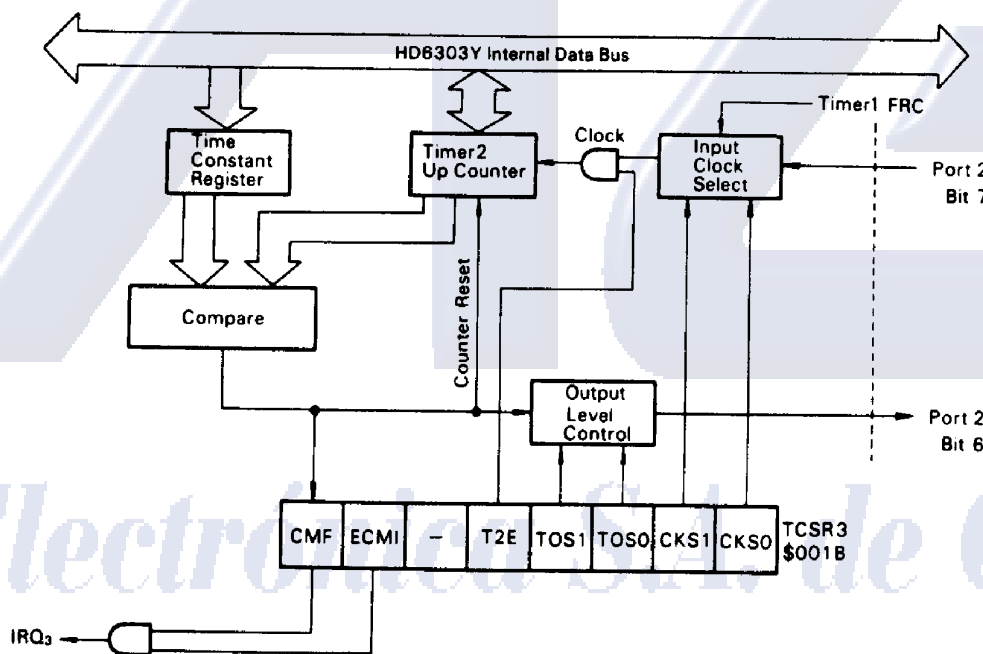 HD6303Y Internal Data Bus
Timer1 FRC
Time
Constant
Register
Timer2
Up Counter
Clock
Input
Clock
Select
Port 2
Bit 7
Compare
Counter Reset
Output
Level
Control
Port 2
Bit 6
CMF ECMI – T2E TOS1 TOS0 CKS1 CKS0
TCSR3
$001B
IRQ₃
llectrónica S.A. de